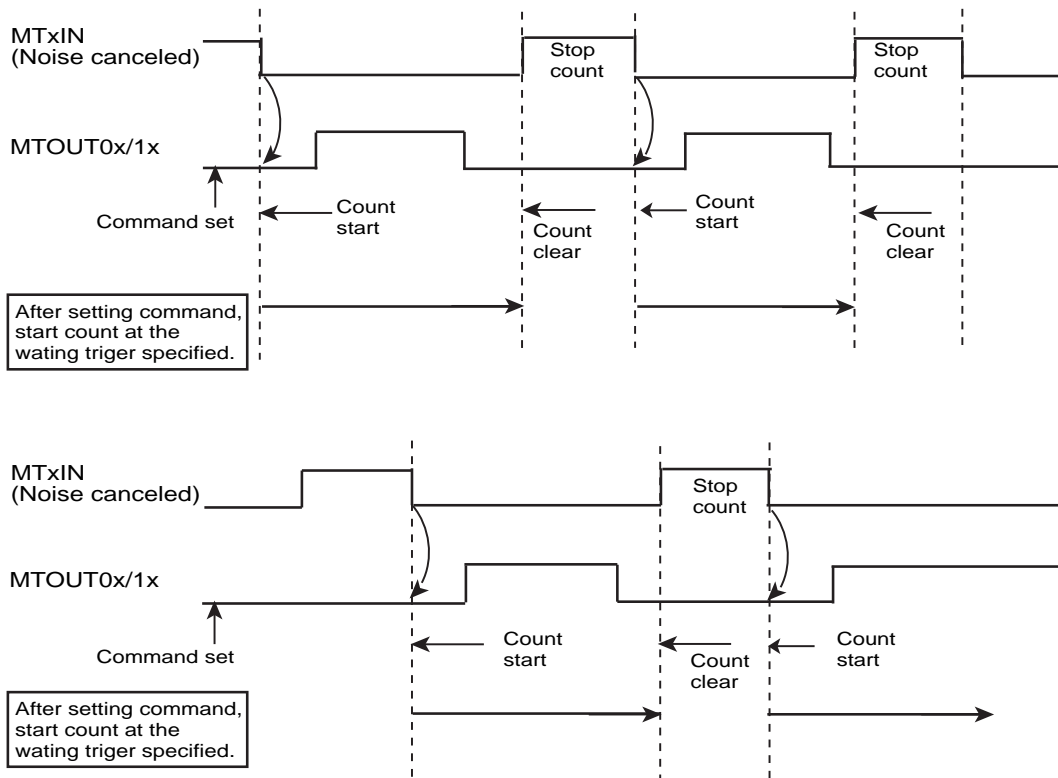 MTxIN
(Noise canceled)
Stop
count
Stop
count
MTOUT0x/1x
Command set
Count
start
Count
clear
Count
start
Count
clear
After setting command,
start count at the
wating triger specified.
MTxIN
(Noise canceled)
Stop
count
MTOUT0x/1x
Command set
Count
start
Count
clear
Count
start
After setting command,
start count at the
wating triger specified.